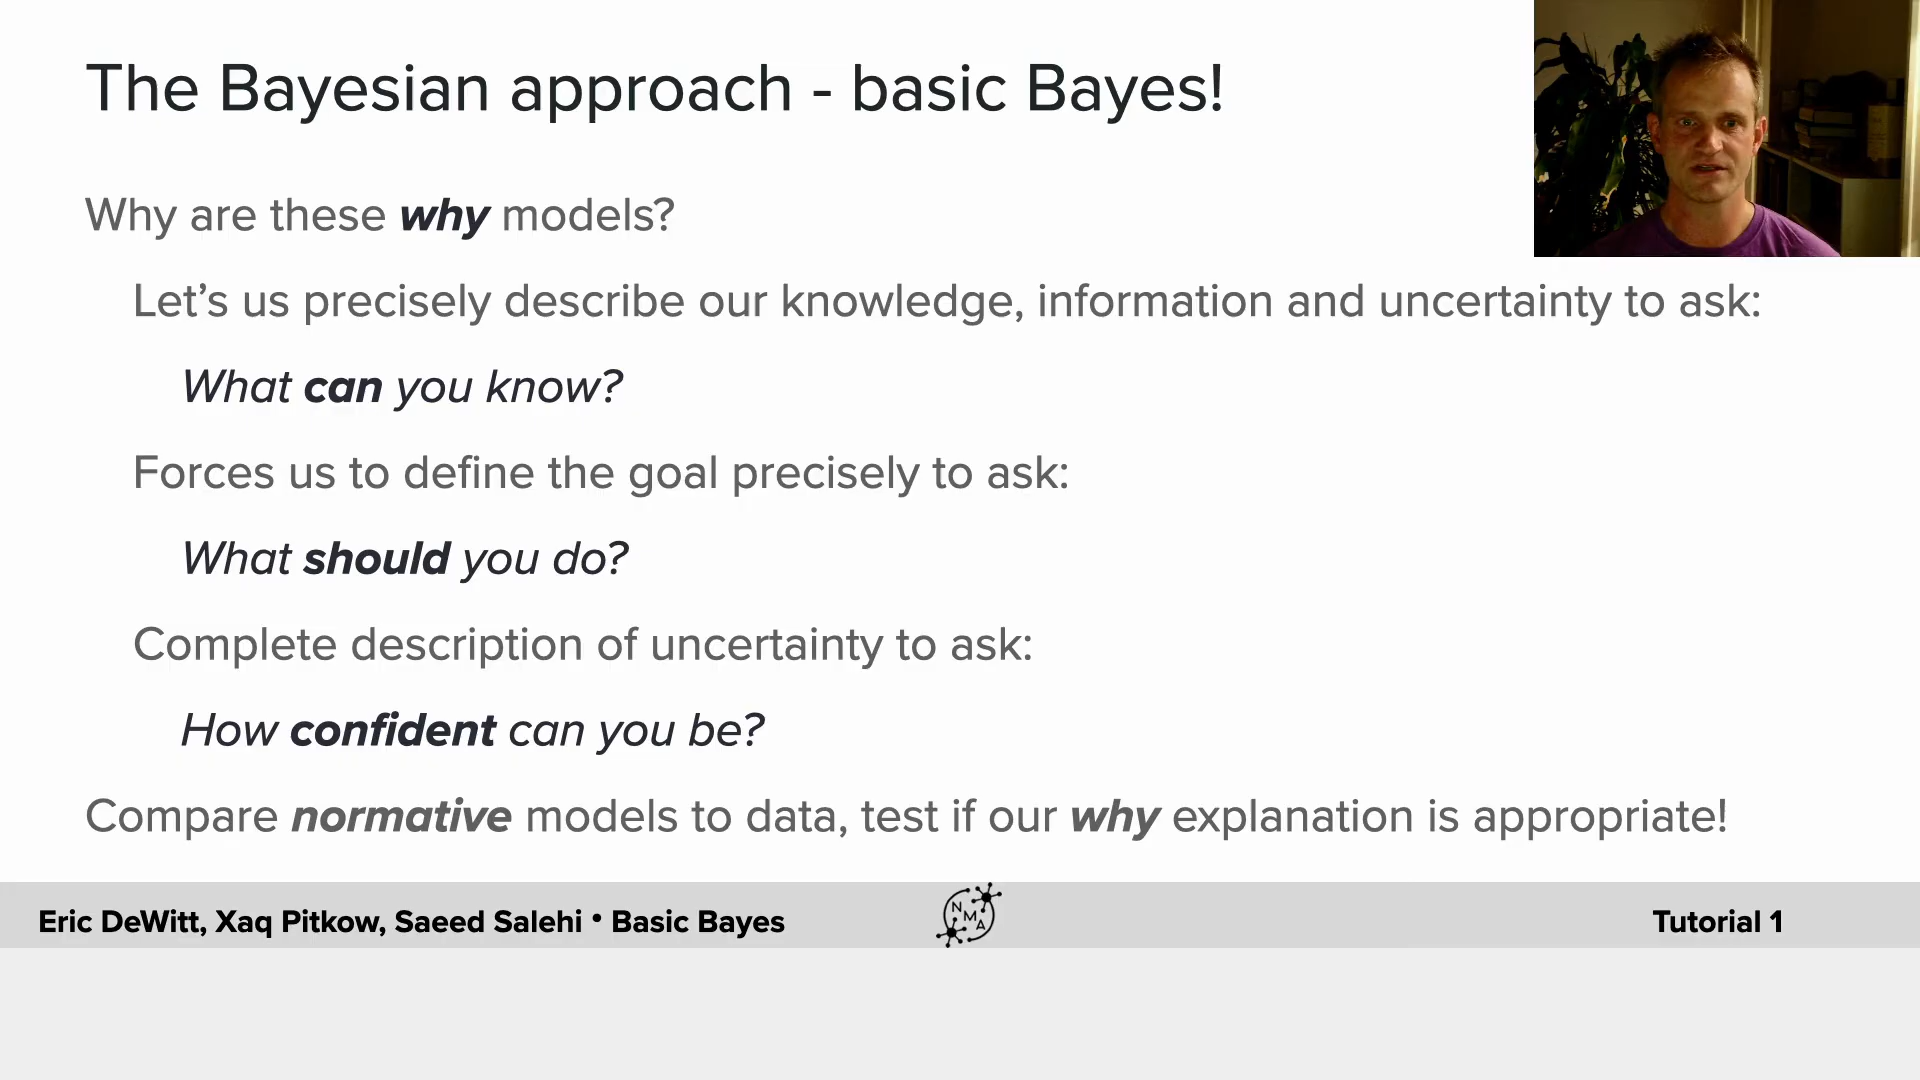 The Bayesian approach - basic Bayes!
Why are these why models?
Let’s us precisely describe our knowledge, information and uncertainty to ask:
What can you know?
Forces us to define the goal precisely to ask:
What should you do?
Complete description of uncertainty to ask:
How confident can you be?
Compare normative models to data, test if our why explanation is appropriate!
Eric DeWitt, Xaq Pitkow, Saeed Salehi • Basic Bayes
NMA
Tutorial 1